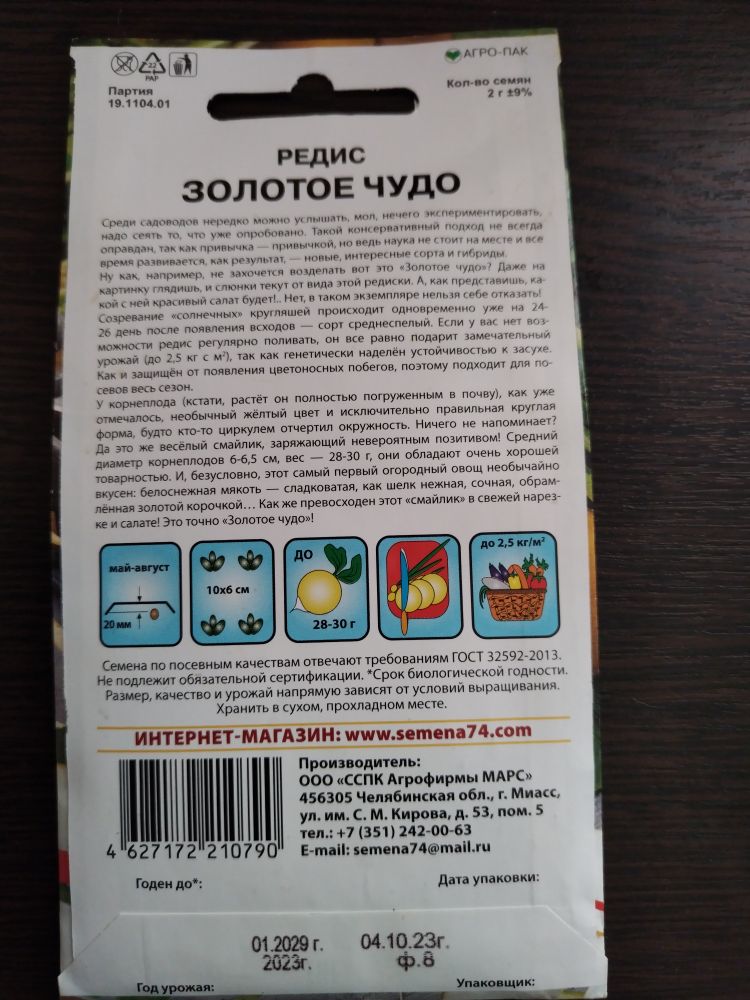 22
PAP
АГРО-ПАК
Партия
19.1104.01
Кол-во семян
2 г ±9%
РЕДИС
ЗОЛОТОЕ ЧУДО
Среди садоводов нередко можно услышать, мол, нечего экспериментировать,
надо сеять то, что уже опробовано. Такой консервативный подход не всегда
оправдан, так как привычка — привычкой, но ведь наука не стоит на месте и все
время развивается, как результат, — новые, интересные сорта и гибриды.
Ну как, например, не захочется возделать вот это «Золотое чудо»? Даже на
картинку глядишь, и слюнки текут от вида этой редиски. А, как представишь, ка-
кой с ней красивый салат будет!.. Нет, в таком экземпляре нельзя себе отказать!
Созревание «солнечных» кругляшей происходит одновременно уже на 24-
26 день после появления всходов — сорт среднеспелый. Если у вас нет воз-
можности редис регулярно поливать, он все равно подарит замечательный
урожай (до 2,5 кг с м²), так как генетически наделён устойчивостью к засухе.
Как и защищён от появления цветоносных побегов, поэтому подходит для по-
севов весь сезон.
У корнеплода (кстати, растёт он полностью погруженным в почву), как уже
отмечалось, необычный жёлтый цвет и исключительно правильная круглая
форма, будто кто-то циркулем отчертил окружность. Ничего не напоминает?
Да это же весёлый смайлик, заряжающий невероятным позитивом! Средний
диаметр корнеплодов 6-6,5 см, вес — 28-30 г, они обладают очень хорошей
товарностью. И, безусловно, этот самый первый огородный овощ необычайно
вкусен: белоснежная мякоть — сладковатая, как шелк нежная, сочная, обрам-
лённая золотой корочкой... Как же превосходен этот «смайлик» в свежей нарез-
ке и салате! Это точно «Золотое чудо»!
май-август
20 мм
10х6 см
ДО
28-30 г
до 2,5 кг/м²
Семена по посевным качествам отвечают требованиям ГОСТ 32592-2013.
Не подлежит обязательной сертификации. *Срок биологической годности.
Размер, качество и урожай напрямую зависят от условий выращивания.
Хранить в сухом, прохладном месте.
ИНТЕРНЕТ-МАГАЗИН: www.semena74.com
Производитель:
ООО «ССПК Агрофирмы МАРС»
456305 Челябинская обл., г. Миасс,
ул. им. С. М. Кирова, д. 53, пом. 5
тел.: +7 (351) 242-00-63
E-mail: semena74@mail.ru
4 627172 210790
Годен до*:
Дата упаковки:
01.2029 г.
04.10.23г.
2023г.
ф.8
Год урожая:
Упаковщик: